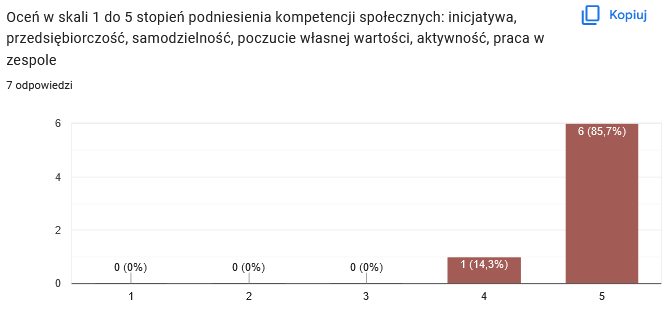 Oceń w skali 1 do 5 stopień podniesienia kompetencji społecznych: inicjatywa,
przedsiębiorczość, samodzielność, poczucie własnej wartości, aktywność, praca w
zespole
Kopiuj
7 odpowiedzi
6
4
2
0
0 (0%)
0 (0%)
0 (0%)
1 (14,3%)
6 (85,7%)
1
2
3
4
5